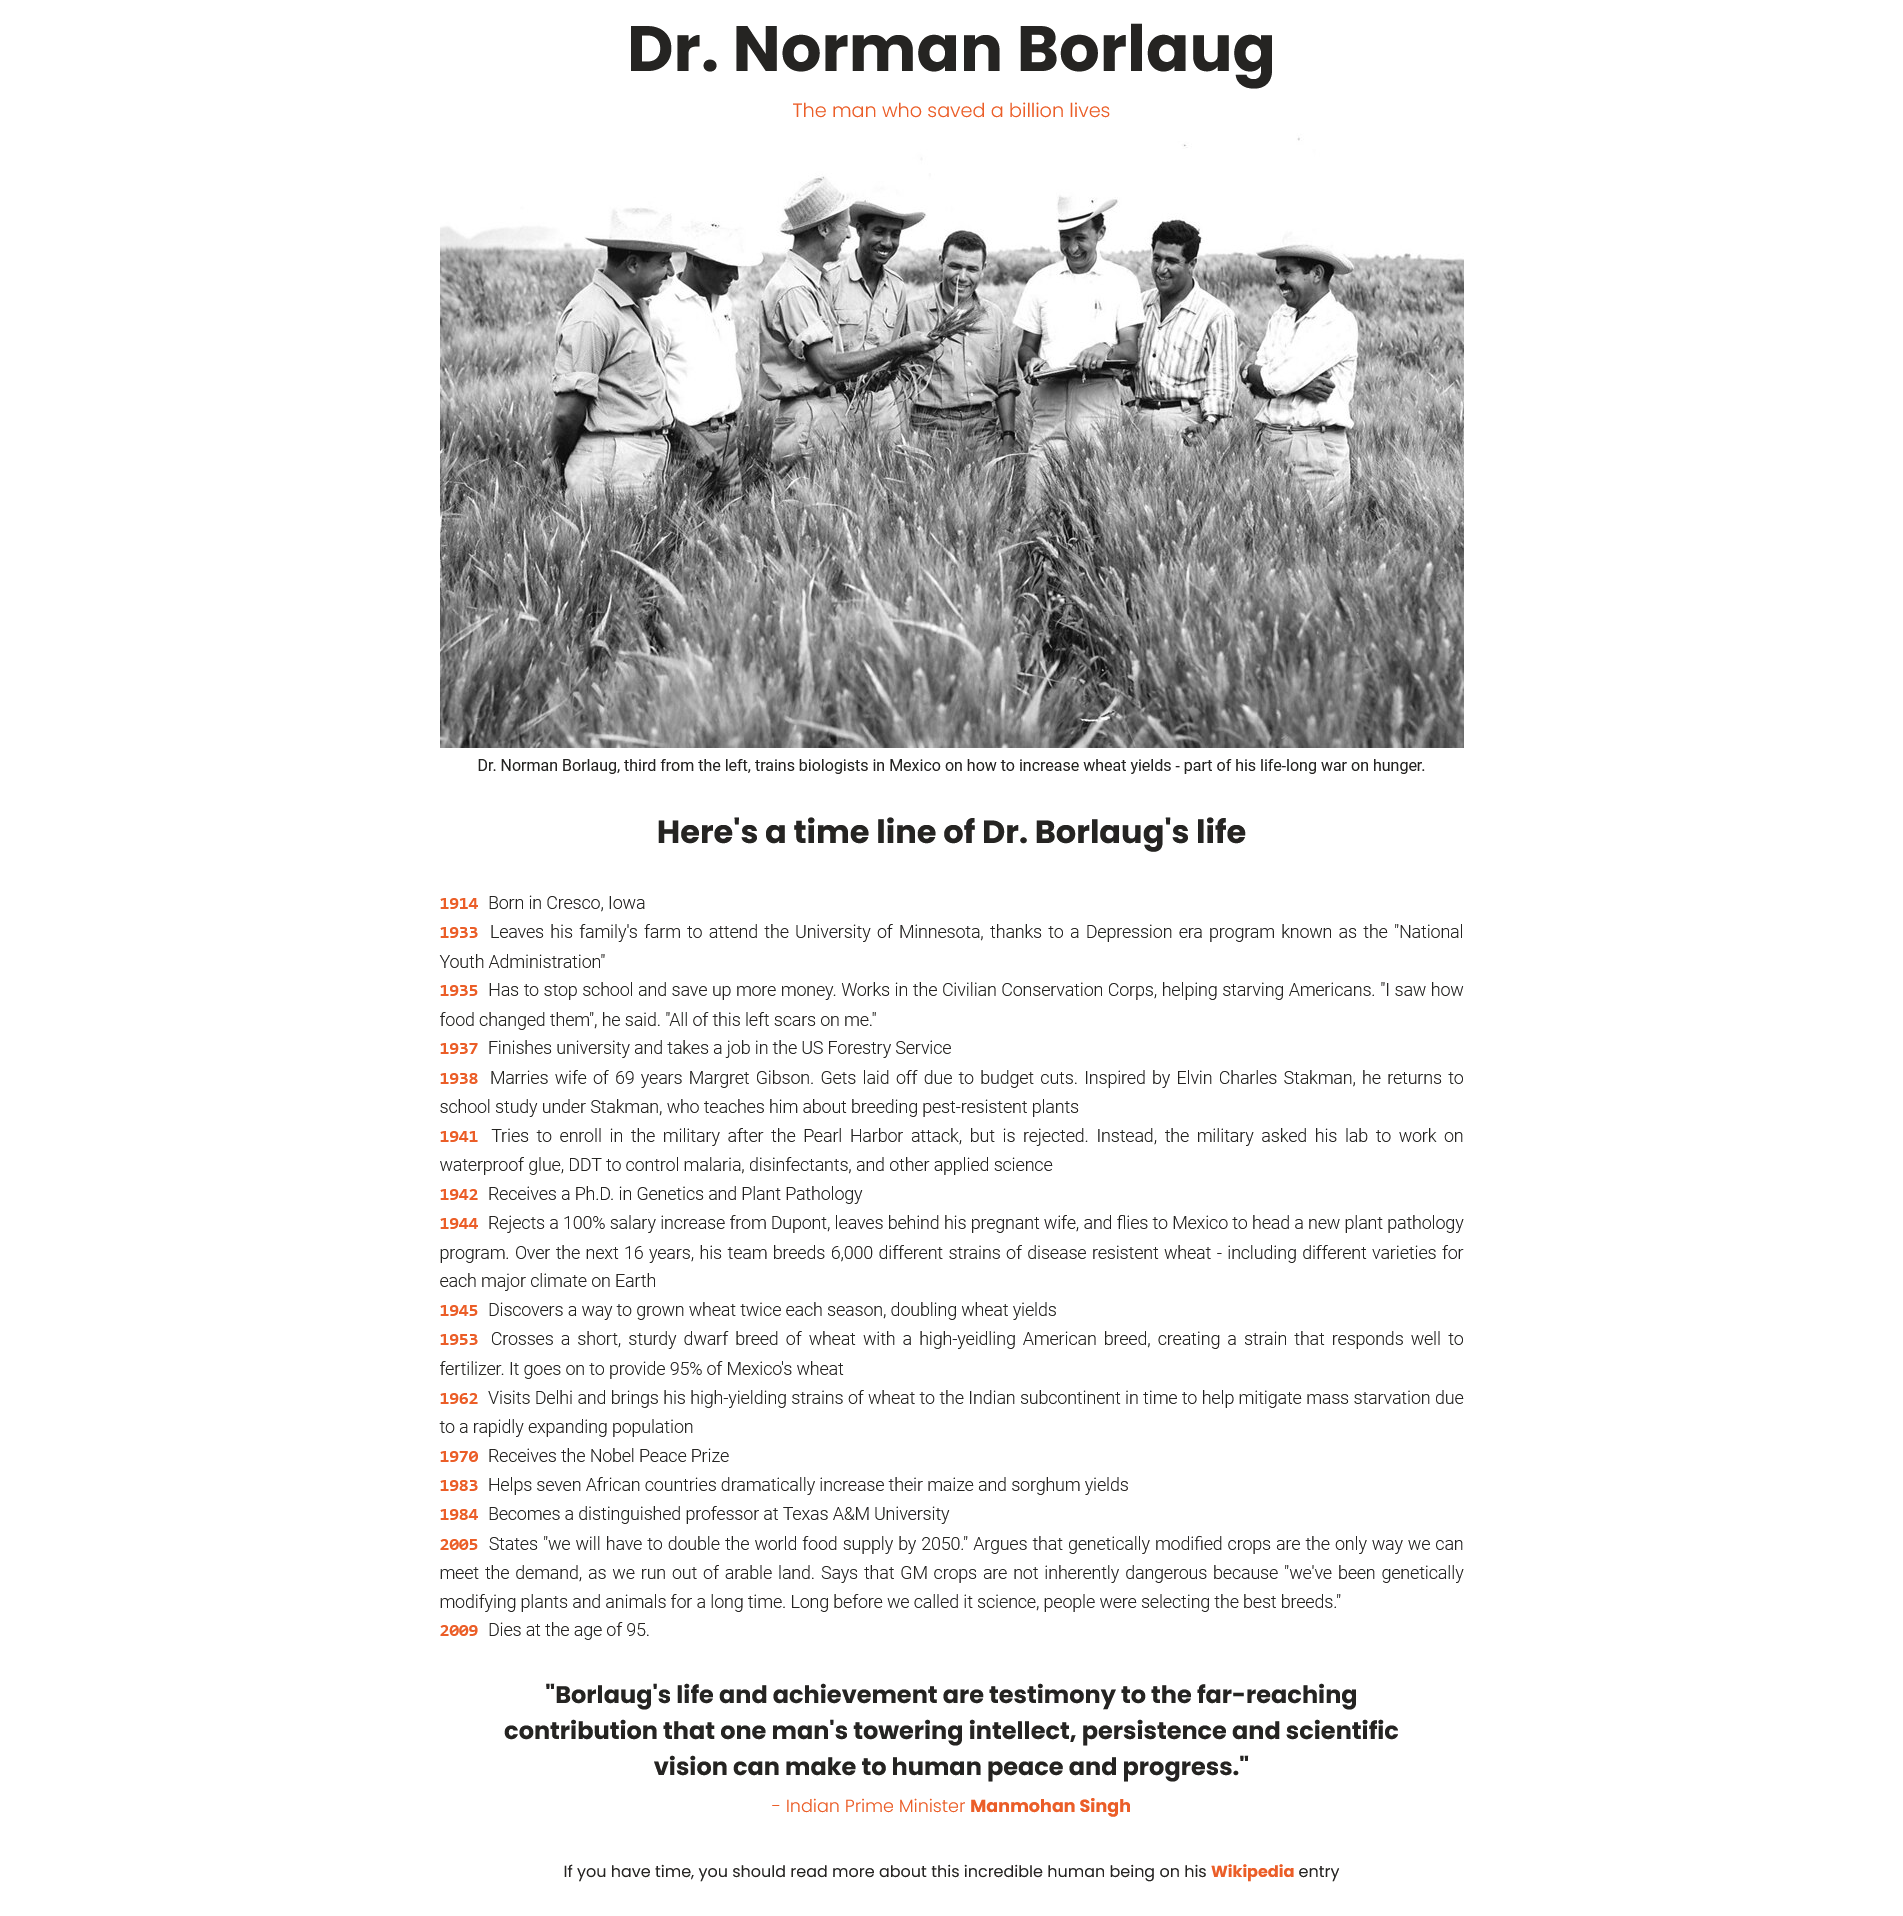 Dr. Norman Borlaug
The man who saved a billion lives
Dr. Norman Borlaug, third from the left, trains biologists in Mexico on how to increase wheat yields - part of his life-long war on hunger.
Here's a time line of Dr. Borlaug's life
1914 Born in Cresco, Iowa
1933 Leaves his family's farm to attend the University of Minnesota, thanks to a Depression era program known as the "National
Youth Administration"
1935 Has to stop school and save up more money. Works in the Civilian Conservation Corps, helping starving Americans. "I saw how
food changed them", he said. "All of this left scars on me."
1937 Finishes university and takes a job in the US Forestry Service
1938 Marries wife of 69 years Margret Gibson. Gets laid off due to budget cuts. Inspired by Elvin Charles Stakman, he returns to
school study under Stakman, who teaches him about breeding pest-resistent plants
1941 Tries to enroll in the military after the Pearl Harbor attack, but is rejected. Instead, the military asked his lab to work on
waterproof glue, DDT to control malaria, disinfectants, and other applied science
1942 Receives a Ph.D. in Genetics and Plant Pathology
1944 Rejects a 100% salary increase from Dupont, leaves behind his pregnant wife, and flies to Mexico to head a new plant pathology
program. Over the next 16 years, his team breeds 6,000 different strains of disease resistent wheat - including different varieties for
each major climate on Earth
1945 Discovers a way to grown wheat twice each season, doubling wheat yields
1953 Crosses a short, sturdy dwarf breed of wheat with a high-yeidling American breed, creating a strain that responds well to
fertilizer. It goes on to provide 95% of Mexico's wheat
1962 Visits Delhi and brings his high-yielding strains of wheat to the Indian subcontinent in time to help mitigate mass starvation due
to a rapidly expanding population
1970 Receives the Nobel Peace Prize
1983 Helps seven African countries dramatically increase their maize and sorghum yields
1984 Becomes a distinguished professor at Texas A&M University
2005 States "we will have to double the world food supply by 2050." Argues that genetically modified crops are the only way we can
meet the demand, as we run out of arable land. Says that GM crops are not inherently dangerous because "we've been genetically
modifying plants and animals for a long time. Long before we called it science, people were selecting the best breeds."
2009 Dies at the age of 95.
"Borlaug's life and achievement are testimony to the far-reaching
contribution that one man's towering intellect, persistence and scientific
vision can make to human peace and progress."
- Indian Prime Minister Manmohan Singh
If you have time, you should read more about this incredible human being on his Wikipedia entry